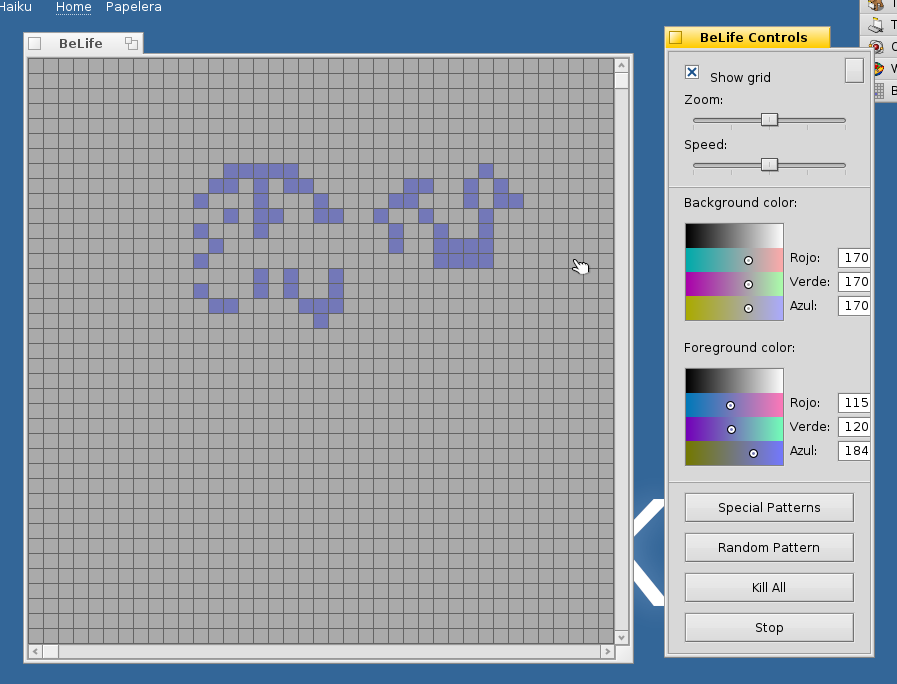 Home Papelera
BeLife
BeLife Controls
Show grid
Zoom:
Speed:
Background color:
Rojo: 170
Verde: 170
Azul: 170
Foreground color:
Rojo: 115
Verde: 120
Azul: 184
Special Patterns
Random Pattern
Kill All
Stop